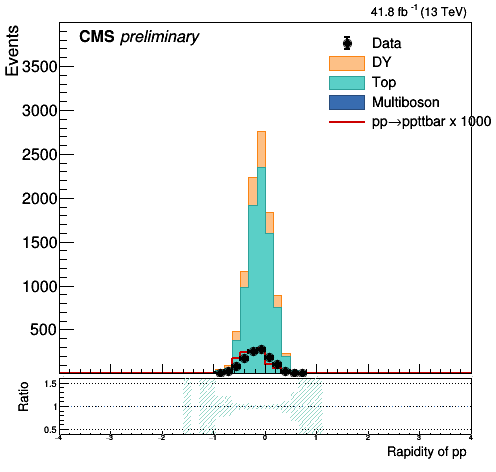 41.8 fb⁻¹ (13 TeV)
CMS preliminary
Events
Data
DY
Top
Multiboson
pp→ppttbar x 1000
3500
3000
2500
2000
1500
1000
500
Ratio
1.5
1
0.5
-4 -3 -2 -1 0 1 2 3 4
Rapidity of pp